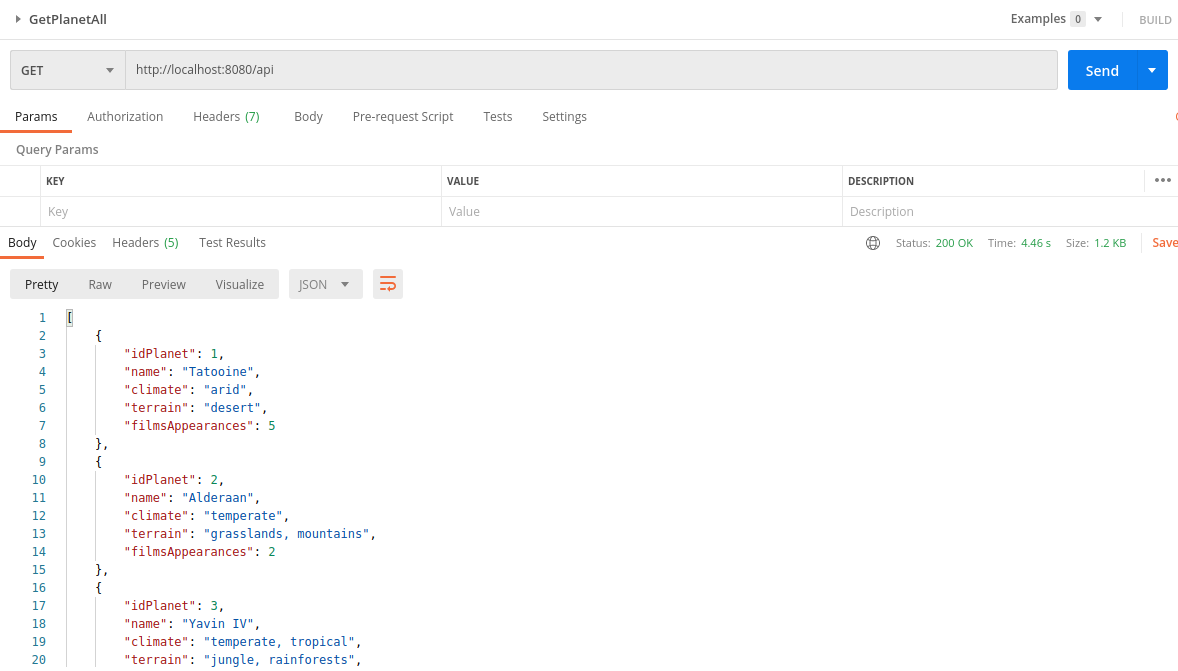 GetPlanetAll Examples 0 BUILD
GET http://localhost:8080/api Send
Params Authorization Headers (7) Body Pre-request Script Tests Settings
Query Params
KEY VALUE DESCRIPTION
Key Value Description
Body Cookies Headers (5) Test Results Status: 200 OK Time: 4.46 s Size: 1.2 KB Save
Pretty Raw Preview Visualize JSON
1 [
2 {
3 "idPlanet": 1,
4 "name": "Tatooine",
5 "climate": "arid",
6 "terrain": "desert",
7 "filmsAppearances": 5
8 },
9 {
10 "idPlanet": 2,
11 "name": "Alderaan",
12 "climate": "temperate",
13 "terrain": "grasslands, mountains",
14 "filmsAppearances": 2
15 },
16 {
17 "idPlanet": 3,
18 "name": "Yavin IV",
19 "climate": "temperate, tropical",
20 "terrain": "jungle, rainforests",